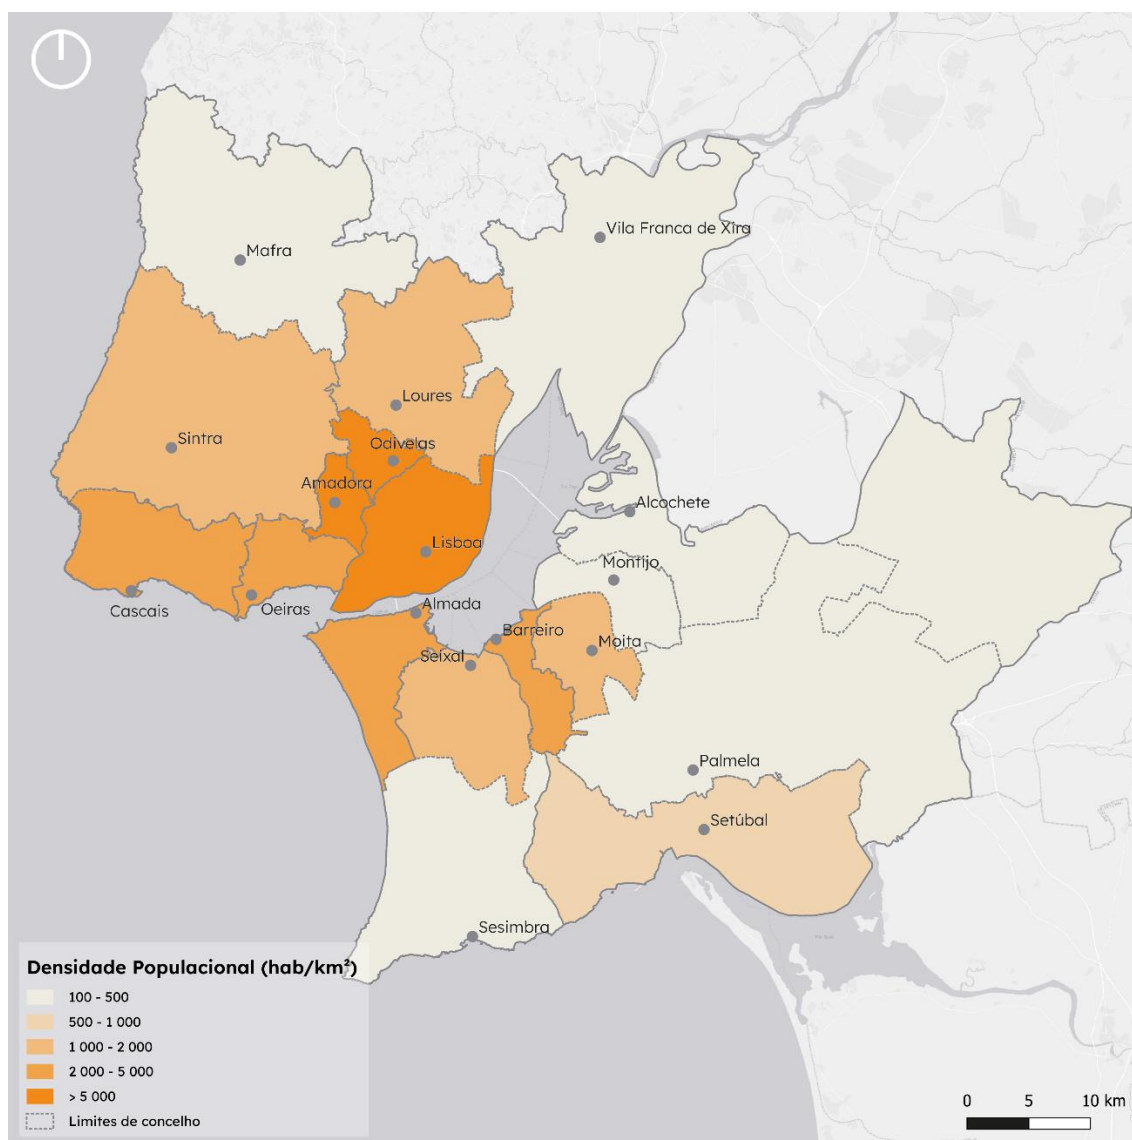 Mafra
Vila Franca de Xira
Loures
Sintra
Odivelas
Amadora
Alcochete
Lisboa
Montijo
Cascais
Oeiras
Almada
Barreiro
Moita
Seixal
Palmela
Setúbal
Sesimbra
Densidade Populacional (hab/km²)
100 - 500
500 - 1 000
1 000 - 2 000
2 000 - 5 000
> 5 000
Limites de concelho
0 5 10 km